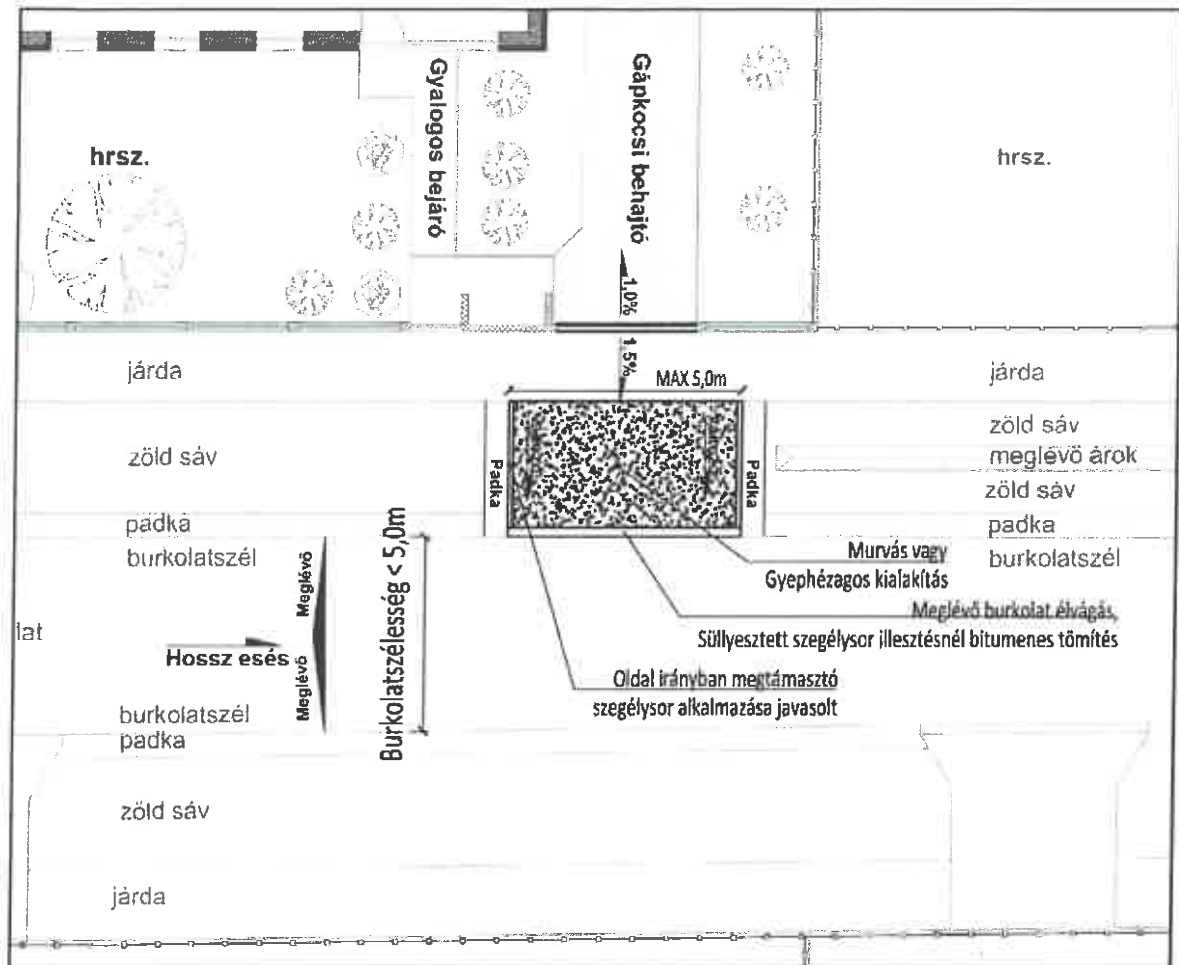 hrsz.
Gyalogos bejáró
Gépkocsi behajtó
hrsz.
1,0%
járda
1,5%
MAX 5,0m
járda
zöld sáv
Padka
Padka
zöld sáv
meglévő árok
zöld sáv
padka
padka
burkolatszél
burkolatszél
Murvás vagy
Gyephézagos kialakítás
Meglévő burkolat élvágás,
Süllyesztett szegélysor illesztésnél bitumenes tömítés
Oldal irányban megtámasztó
szegélysor alkalmazása javasolt
lat
Hossz esés
Meglévő
Meglévő
Burkolatszélesség < 5,0m
burkolatszél
padka
zöld sáv
járda